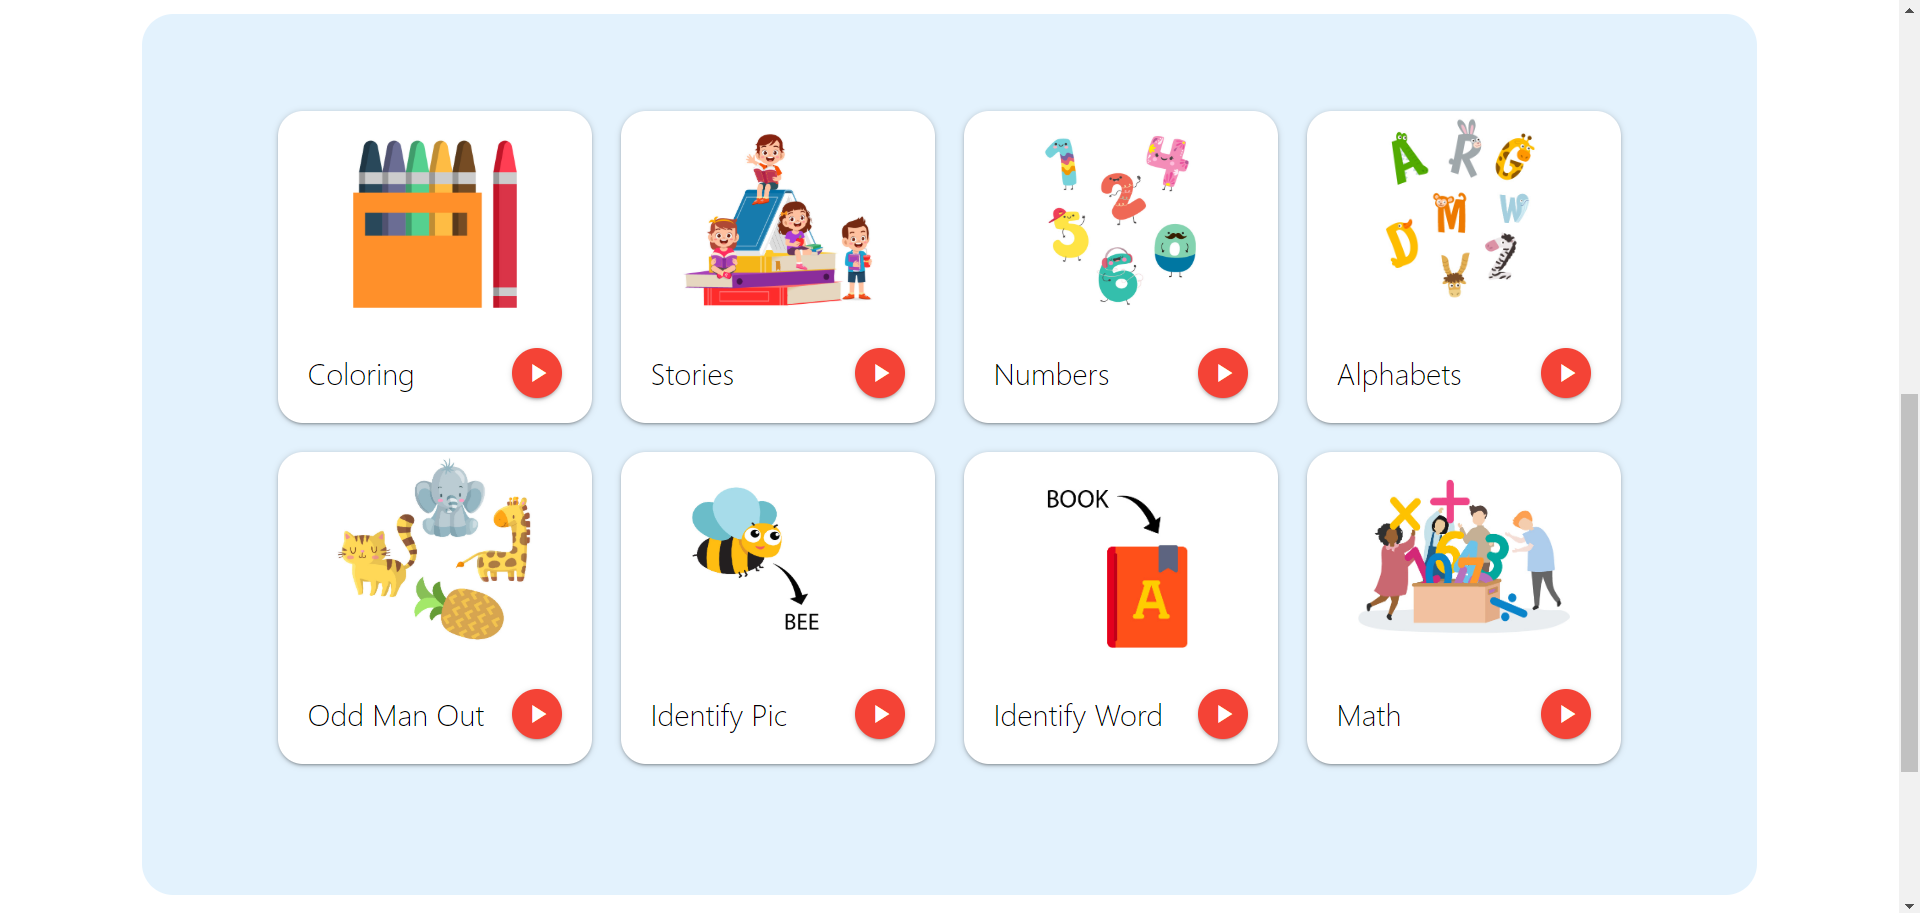 Coloring
Stories
1 4 2 5 0 6
Numbers
A R G
M W
D Z
Alphabets
Odd Man Out
BEE
Identify Pic
BOOK
A
Identify Word
Math